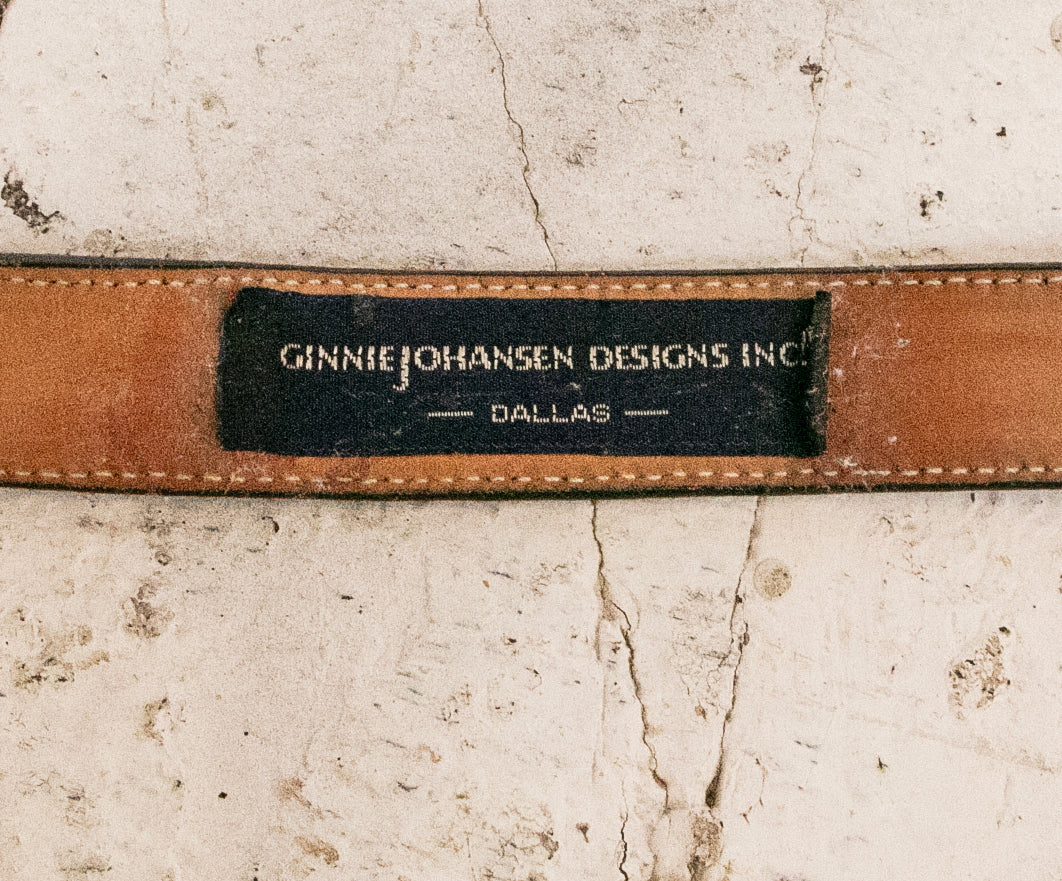 GINNIE JOHANSEN DESIGNS INC.
— DALLAS —